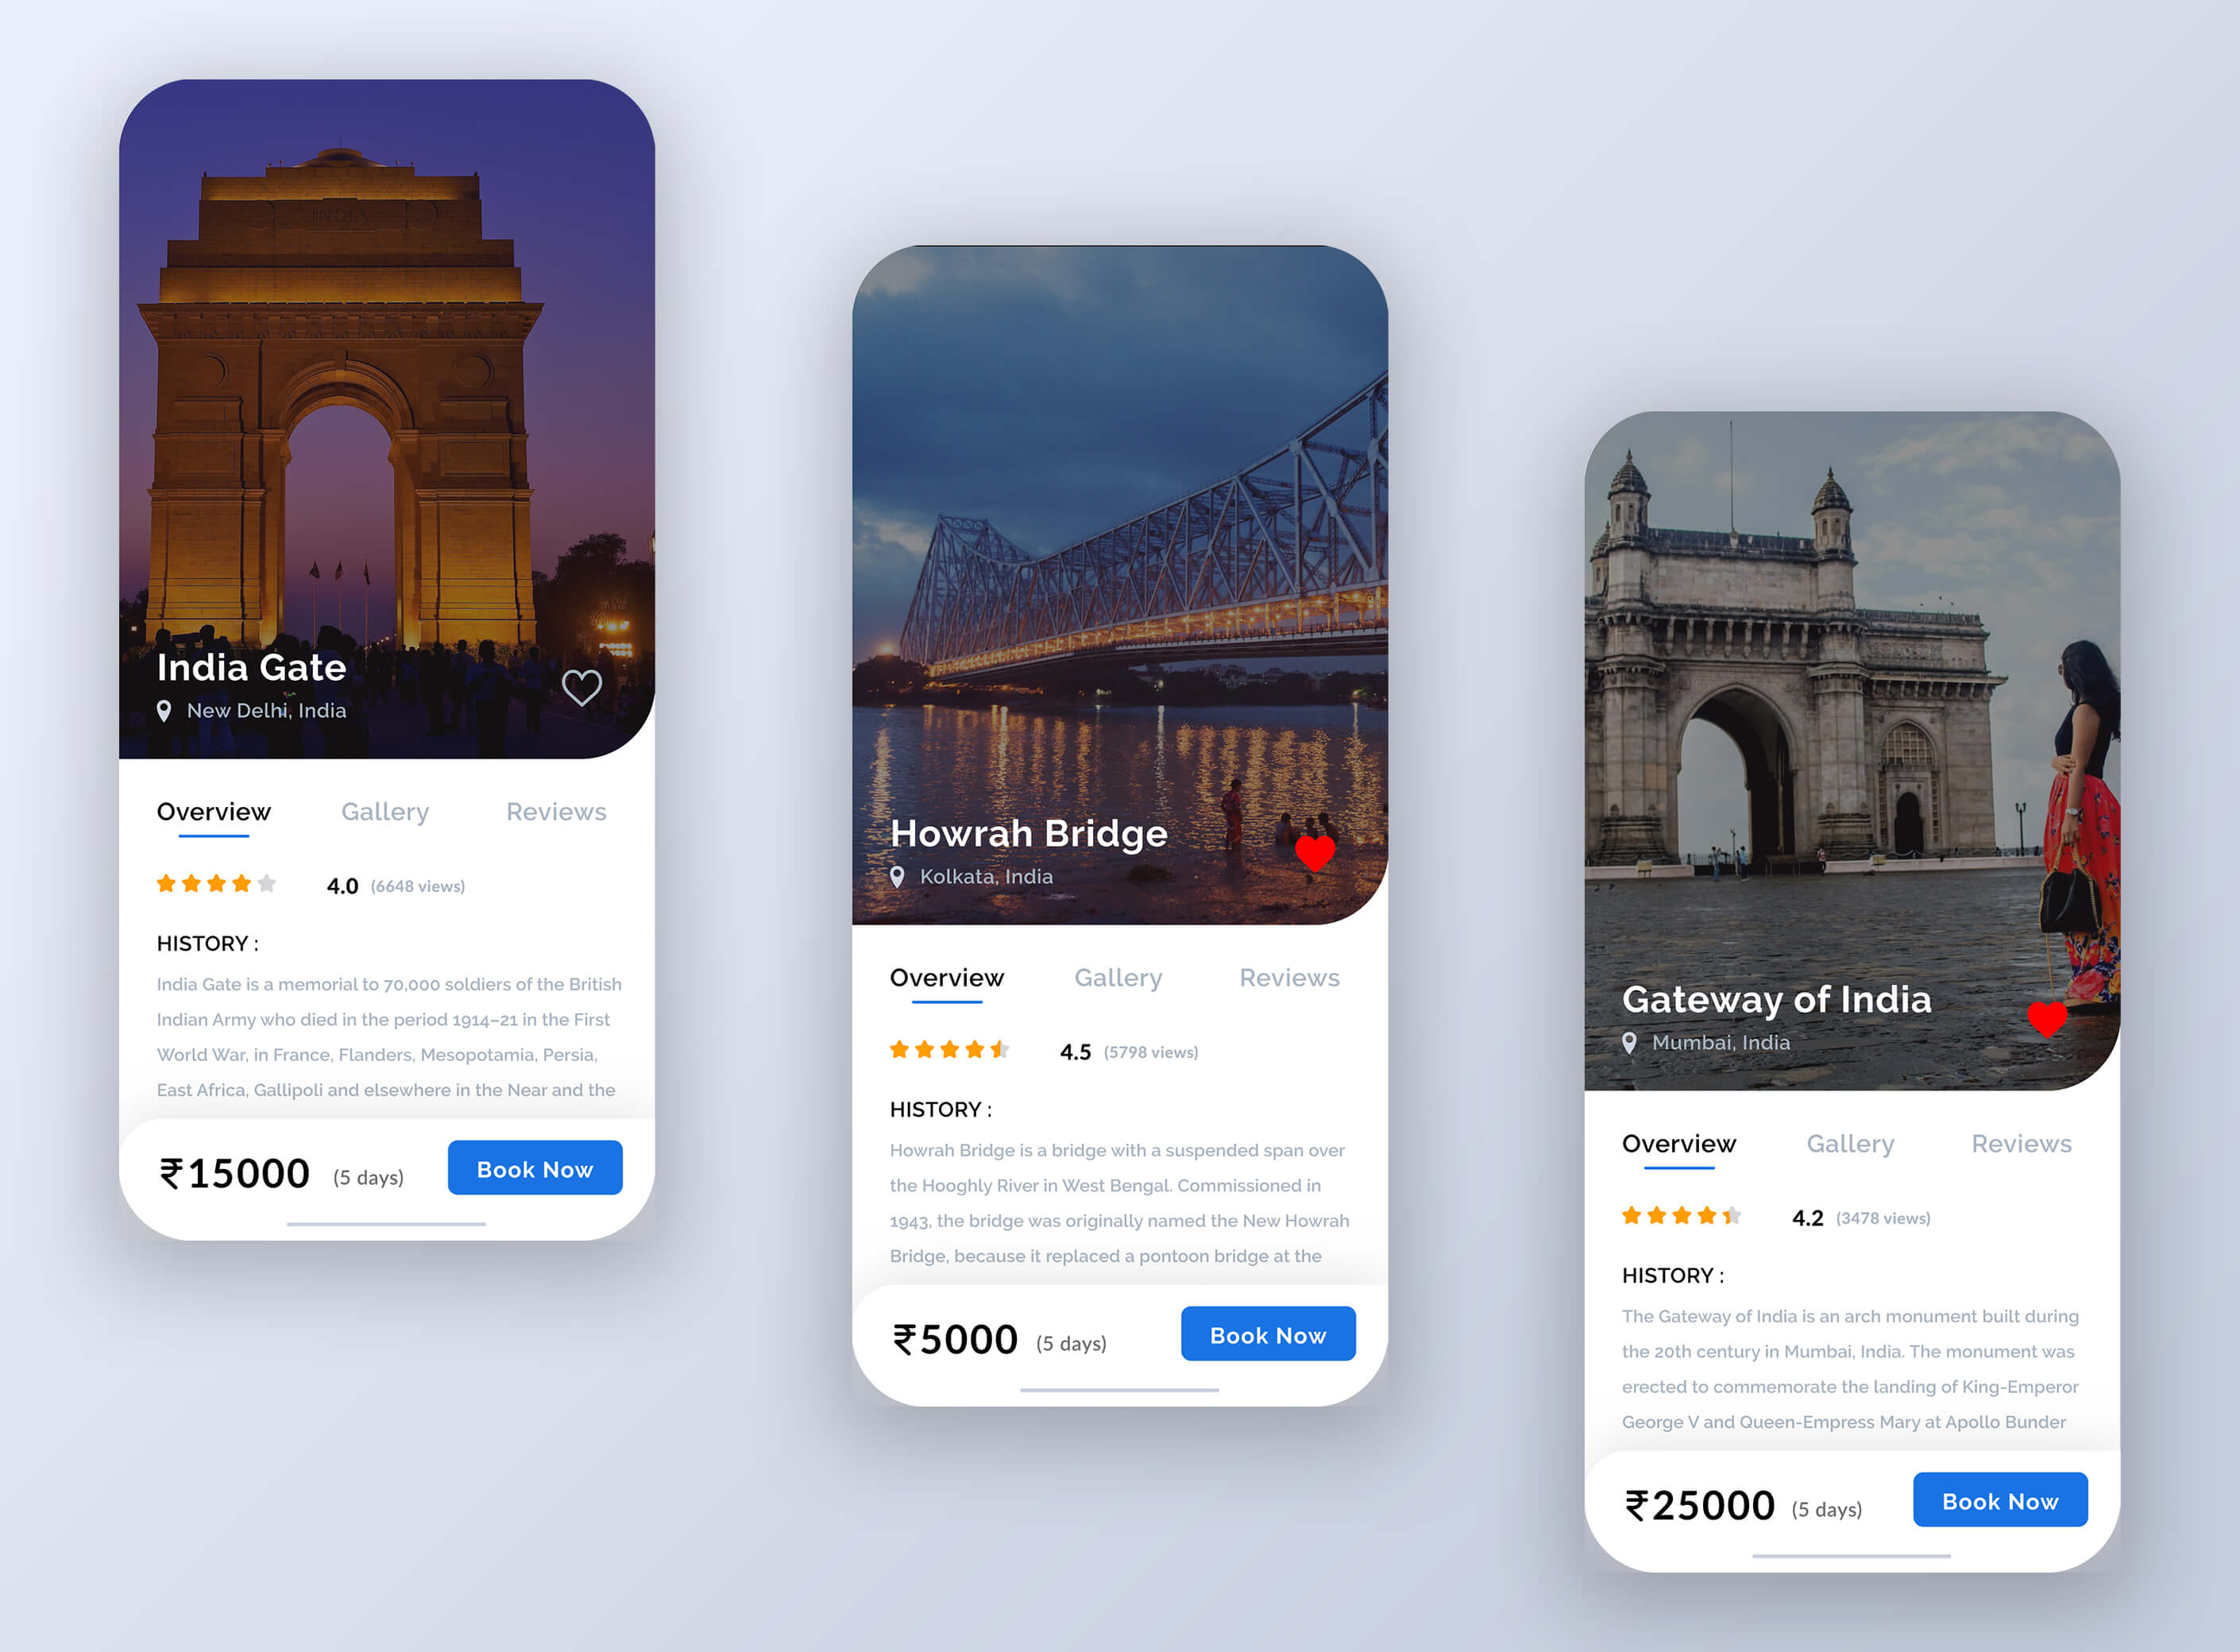 India Gate
New Delhi, India
Overview Gallery Reviews
4.0 (6648 views)
HISTORY :
India Gate is a memorial to 70,000 soldiers of the British
Indian Army who died in the period 1914–21 in the First
World War, in France, Flanders, Mesopotamia, Persia,
East Africa, Gallipoli and elsewhere in the Near and the
₹15000 (5 days) Book Now
Howrah Bridge
Kolkata, India
Overview Gallery Reviews
4.5 (5798 views)
HISTORY :
Howrah Bridge is a bridge with a suspended span over
the Hooghly River in West Bengal. Commissioned in
1943, the bridge was originally named the New Howrah
Bridge, because it replaced a pontoon bridge at the
₹5000 (5 days) Book Now
Gateway of India
Mumbai, India
Overview Gallery Reviews
4.2 (3478 views)
HISTORY :
The Gateway of India is an arch monument built during
the 20th century in Mumbai, India. The monument was
erected to commemorate the landing of King-Emperor
George V and Queen-Empress Mary at Apollo Bunder
₹25000 (5 days) Book Now